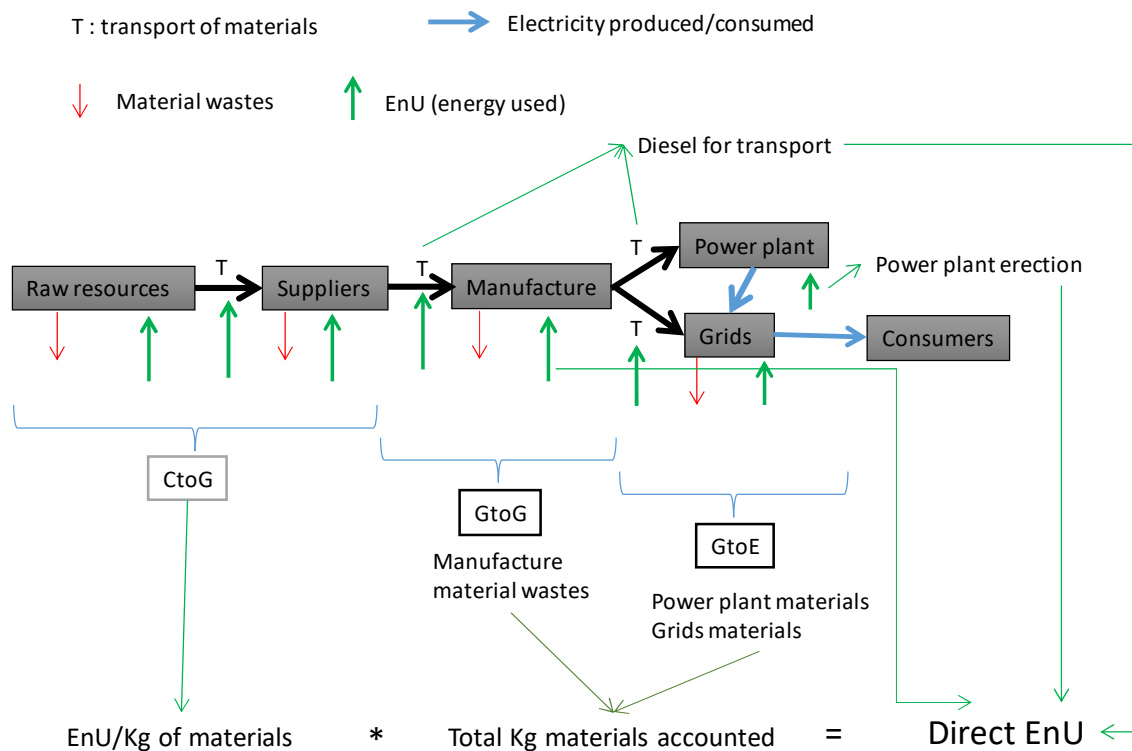 T : transport of materials
Electricity produced/consumed
Material wastes
EnU (energy used)
Diesel for transport
T
T
T
Power plant
Power plant erection
Raw resources
Suppliers
Manufacture
T
Grids
Consumers
CtoG
GtoG
GtoE
Manufacture
material wastes
Power plant materials
Grids materials
EnU/Kg of materials * Total Kg materials accounted = Direct EnU